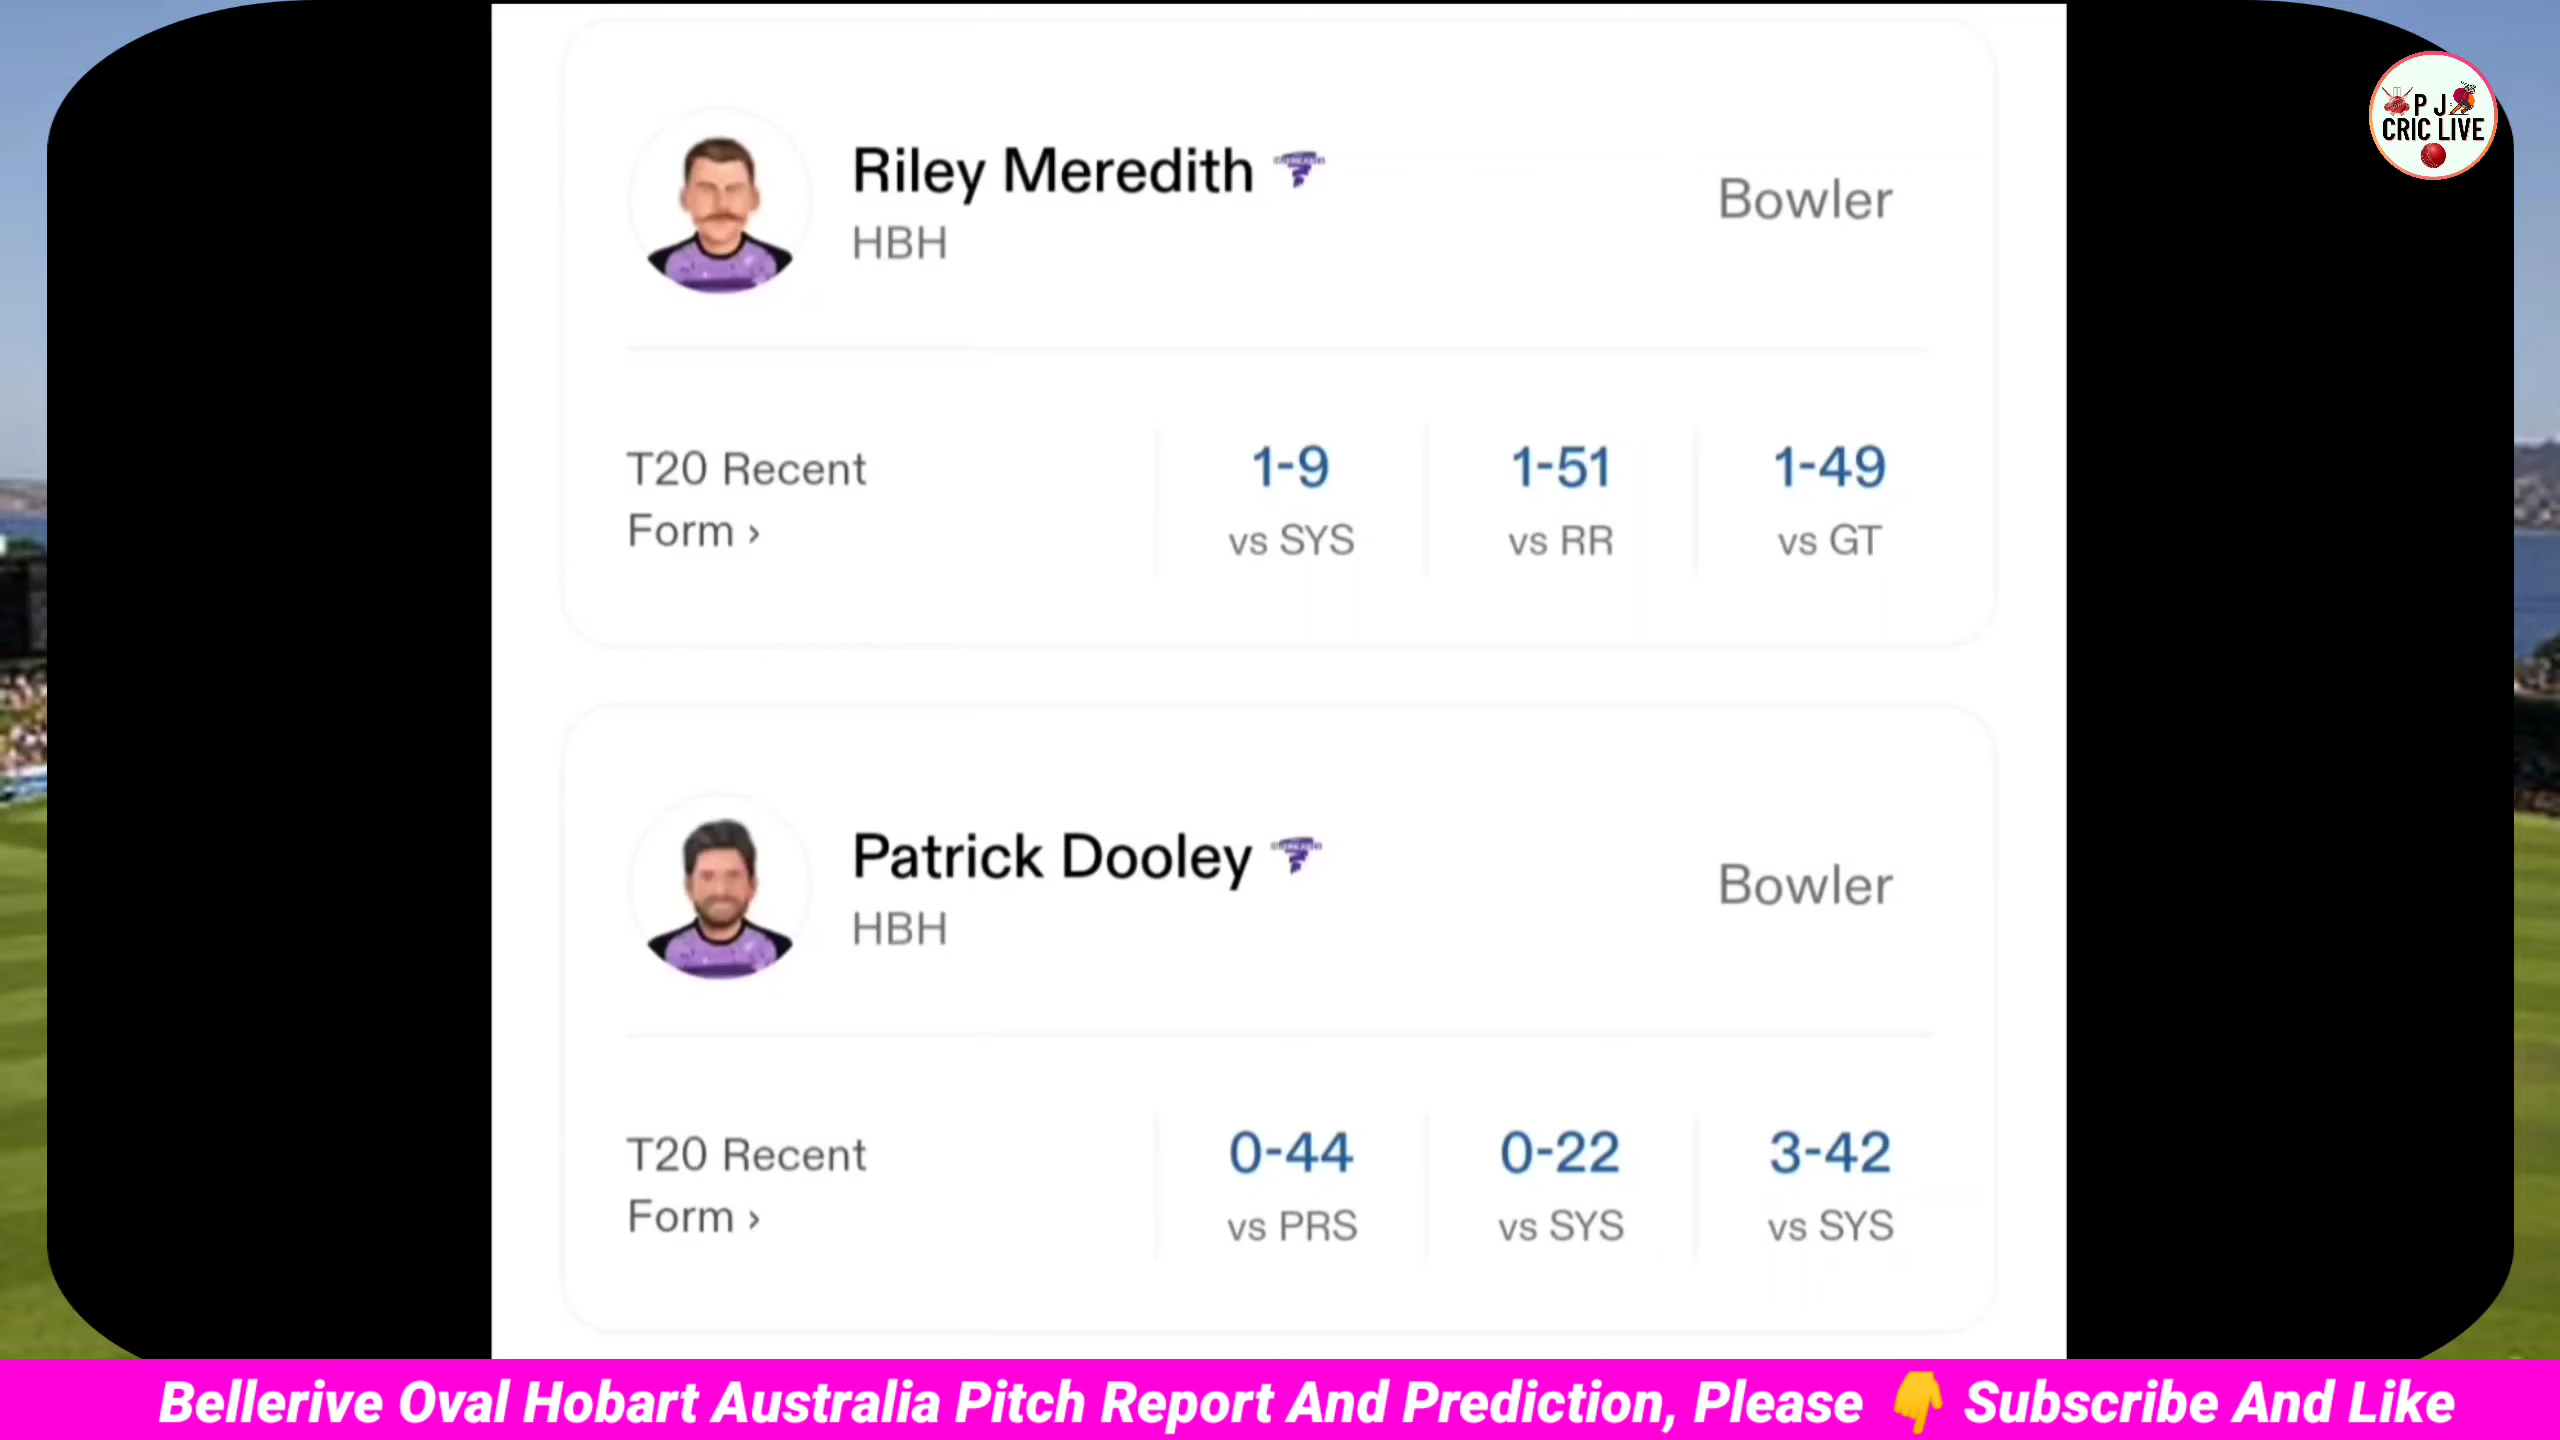 P J
CRIC LIVE
Riley Meredith
HBH
Bowler
T20 Recent
Form ›
1-9
vs SYS
1-51
vs RR
1-49
vs GT
Patrick Dooley
HBH
Bowler
T20 Recent
Form ›
0-44
vs PRS
0-22
vs SYS
3-42
vs SYS
Bellerive Oval Hobart Australia Pitch Report And Prediction, Please 👇 Subscribe And Like